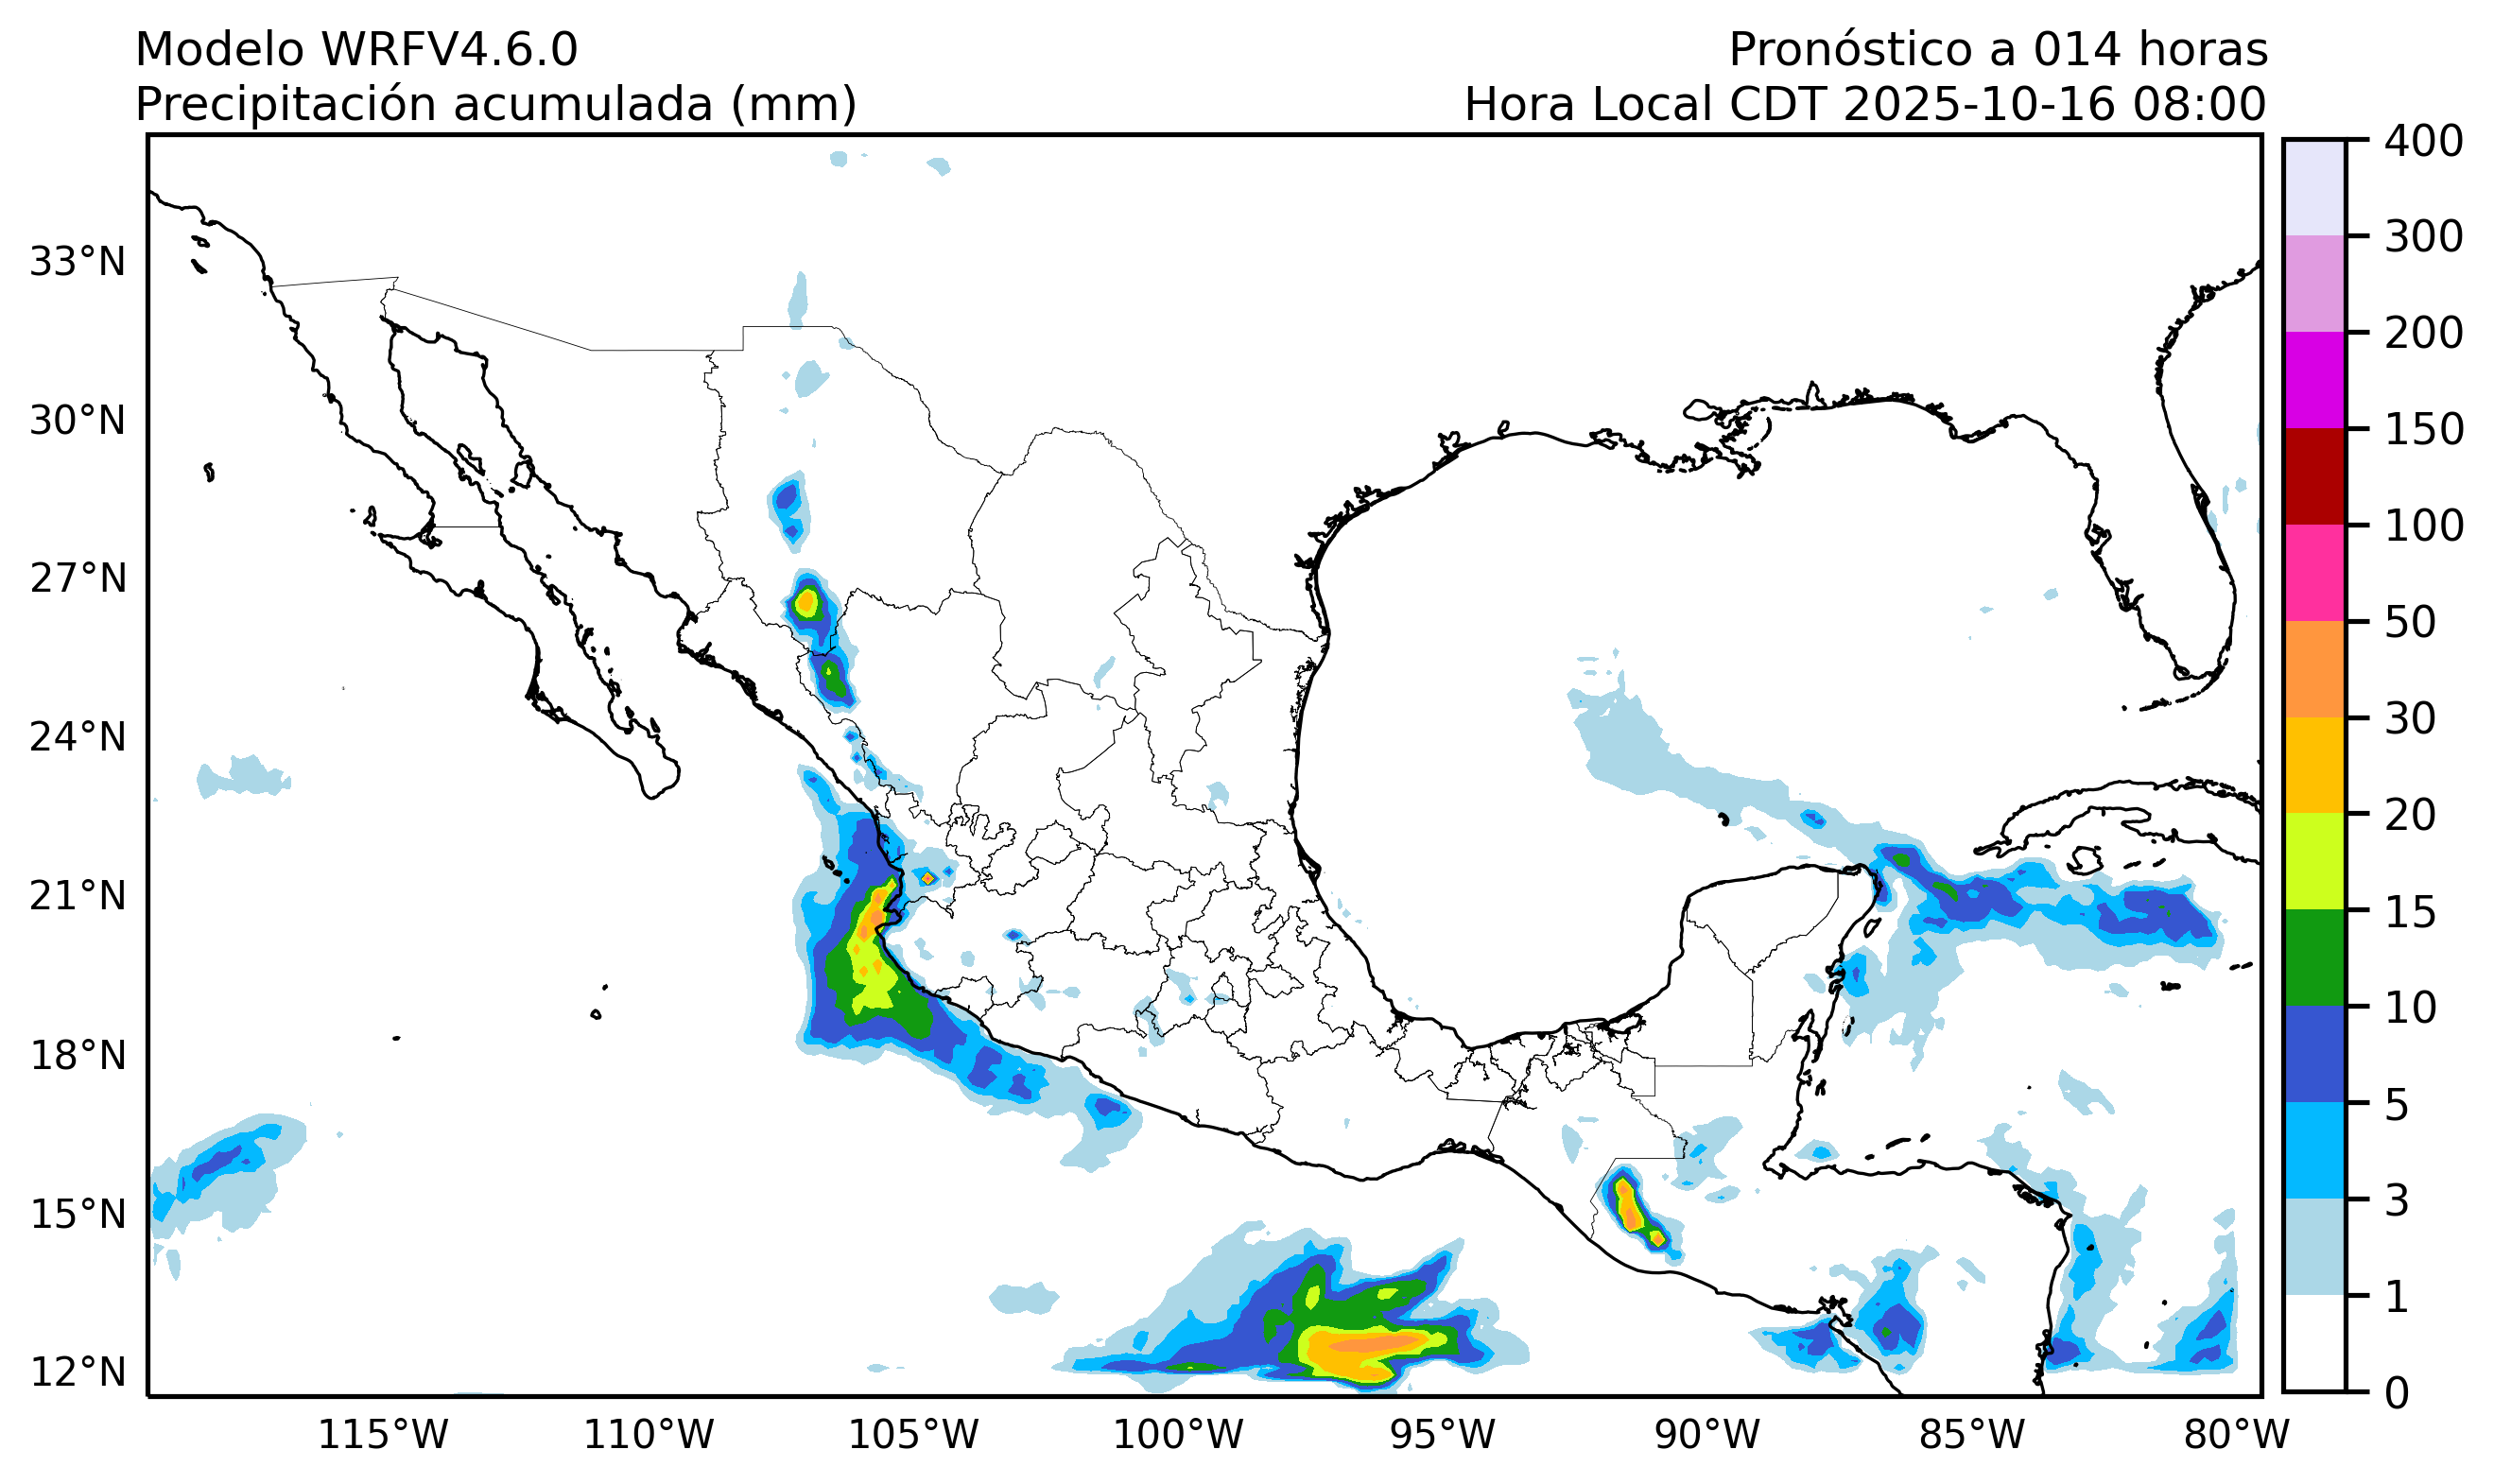 Modelo WRFV4.6.0
Pronóstico a 014 horas
Precipitación acumulada (mm)
Hora Local CDT 2025-10-16 08:00
33°N
30°N
27°N
24°N
21°N
18°N
15°N
12°N
115°W
110°W
105°W
100°W
95°W
90°W
85°W
80°W
400
300
200
150
100
50
30
20
15
10
5
3
1
0